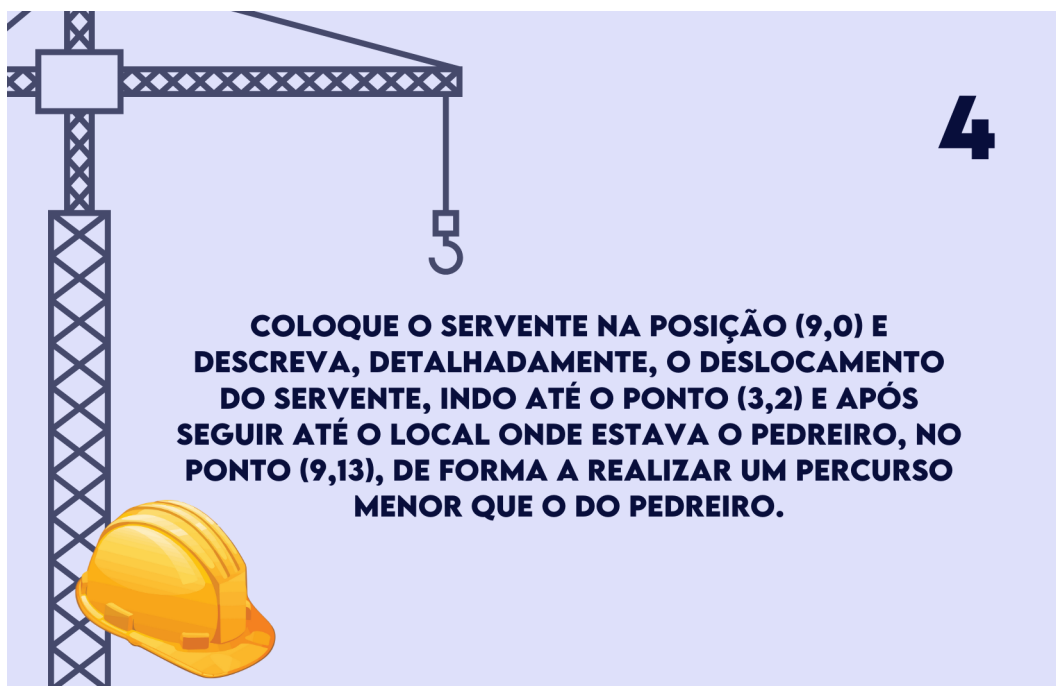 4
COLOQUE O SERVENTE NA POSIÇÃO (9,0) E
DESCREVA, DETALHADAMENTE, O DESLOCAMENTO
DO SERVENTE, INDO ATÉ O PONTO (3,2) E APÓS
SEGUIR ATÉ O LOCAL ONDE ESTAVA O PEDREIRO, NO
PONTO (9,13), DE FORMA A REALIZAR UM PERCURSO
MENOR QUE O DO PEDREIRO.